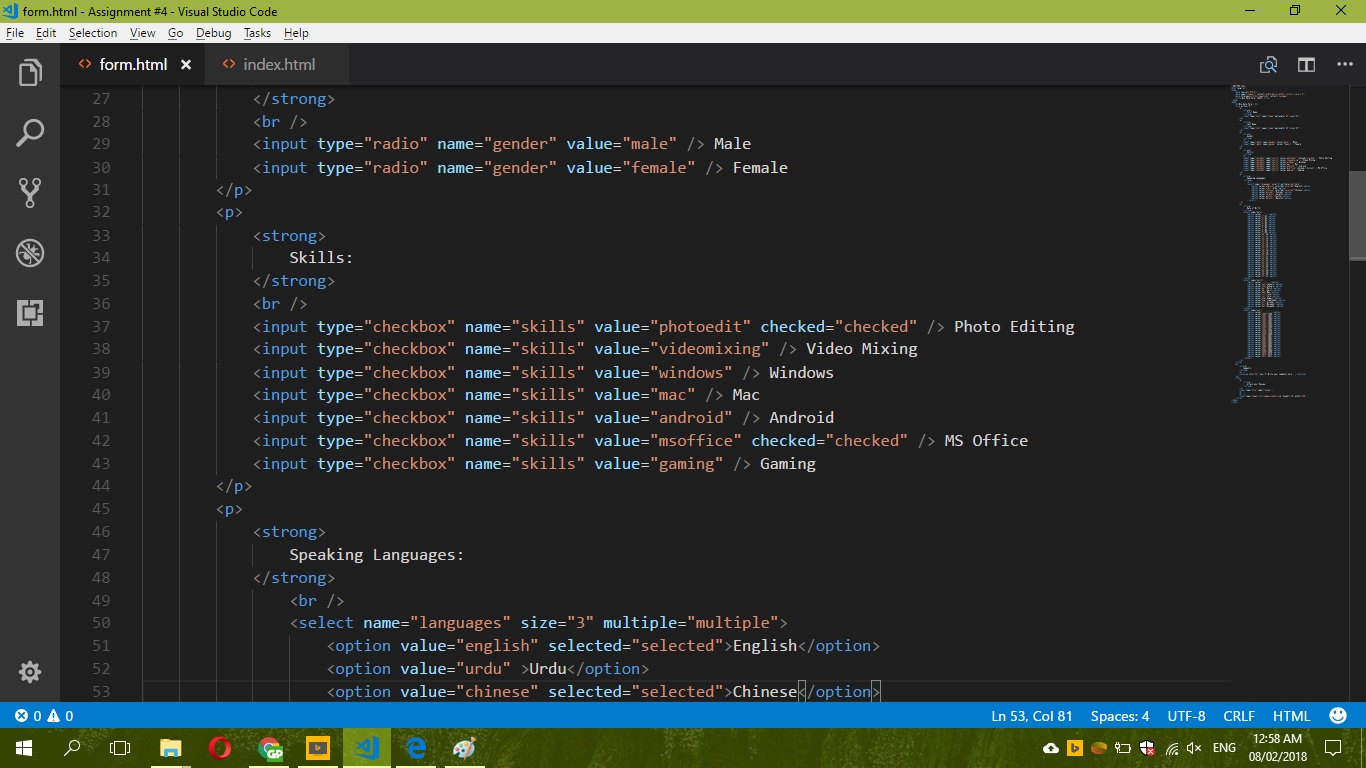 form.html - Assignment #4 - Visual Studio Code
File Edit Selection View Go Debug Tasks Help
<> form.html × <> index.html
27 </strong>
28 <br />
29 <input type="radio" name="gender" value="male" /> Male
30 <input type="radio" name="gender" value="female" /> Female
31 </p>
32 <p>
33 <strong>
34 Skills:
35 </strong>
36 <br />
37 <input type="checkbox" name="skills" value="photoedit" checked="checked" /> Photo Editing
38 <input type="checkbox" name="skills" value="videomixing" /> Video Mixing
39 <input type="checkbox" name="skills" value="windows" /> Windows
40 <input type="checkbox" name="skills" value="mac" /> Mac
41 <input type="checkbox" name="skills" value="android" /> Android
42 <input type="checkbox" name="skills" value="msoffice" checked="checked" /> MS Office
43 <input type="checkbox" name="skills" value="gaming" /> Gaming
44 </p>
45 <p>
46 <strong>
47 Speaking Languages:
48 </strong>
49 <br />
50 <select name="languages" size="3" multiple="multiple">
51 <option value="english" selected="selected">English</option>
52 <option value="urdu" >Urdu</option>
53 <option value="chinese" selected="selected">Chinese</option>
0 0 Ln 53, Col 81 Spaces: 4 UTF-8 CRLF HTML
ENG 12:58 AM
08/02/2018